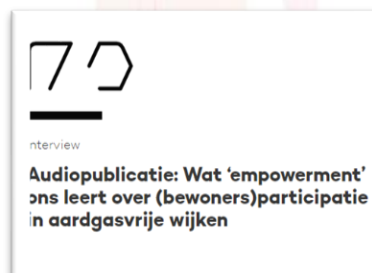 nterview
Audiopublicatie: Wat ‘empowerment’
ons leert over (bewoners)participatie
in aardgasvrije wijken